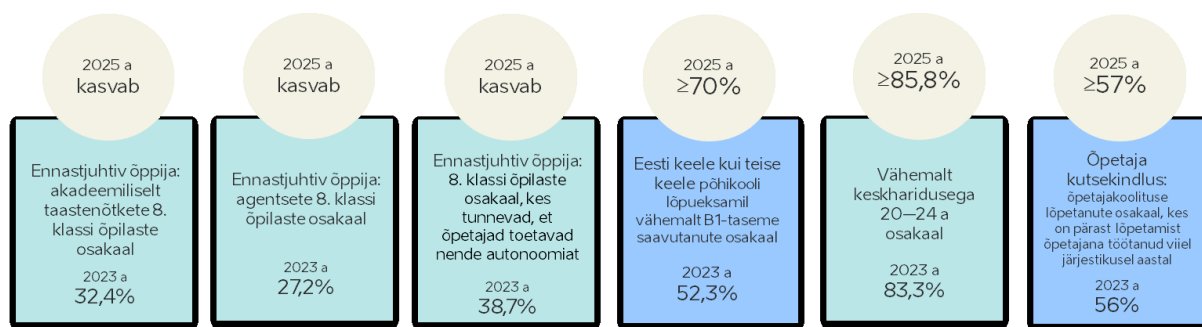 2025 a
kasvab
Ennastjuhtiv õppija:
akadeemiliselt
taastenõtkete 8.
klassi õpilaste
osakaal
2023 a
32,4%
2025 a
kasvab
Ennastjuhtiv õppija:
agentsete 8. klassi
õpilaste osakaal
2023 a
27,2%
2025 a
kasvab
Ennastjuhtiv õppija:
8. klassi õpilaste
osakaal, kes
tunnevad, et
õpetajad toetavad
nende autonoomiat
2023 a
38,7%
2025 a
≥70%
Eesti keele kui teise
keele põhikooli
lõpueksamil
vähemalt B1-taseme
saavutanute osakaal
2023 a
52,3%
2025 a
≥85,8%
Vähemalt
keskharidusega
20—24 a
osakaal
2023 a
83,3%
2025 a
≥57%
Õpetaja
kutsekindlus:
õpetajakoolituse
lõpetanute osakaal, kes
on pärast lõpetamist
õpetajana töötanud viiel
järjestikusel aastal
2023 a
56%